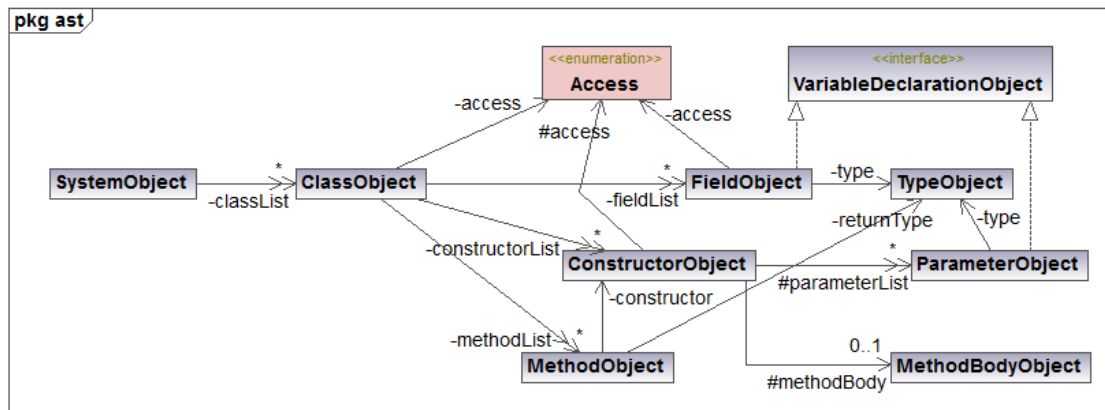 pkg ast
<<enumeration>>
Access
<<interface>>
VariableDeclarationObject
-access
#access
-access
SystemObject
*
-classList
ClassObject
*
-fieldList
FieldObject
-type
TypeObject
-returnType
-type
*
-constructorList
ConstructorObject
*
#parameterList
ParameterObject
-constructor
-methodList
*
MethodObject
0..1
#methodBody
MethodBodyObject